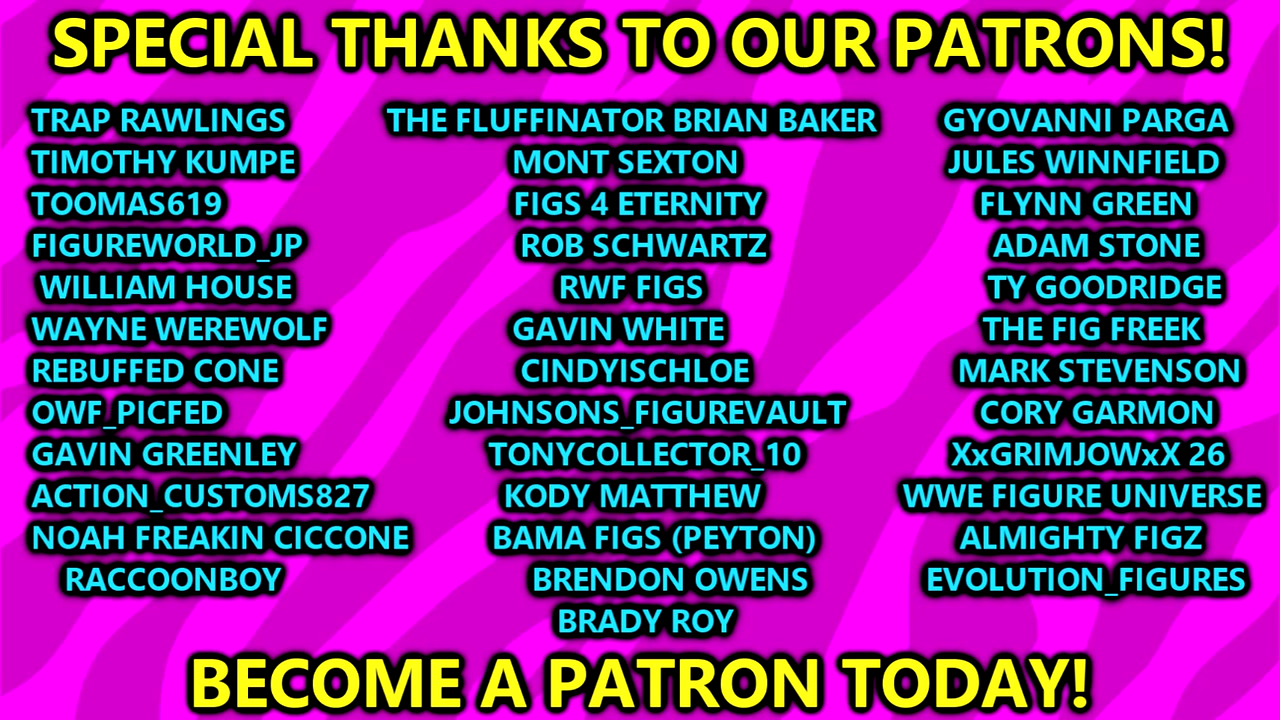 SPECIAL THANKS TO OUR PATRONS!
TRAP RAWLINGS
TIMOTHY KUMPE
TOOMAS619
FIGUREWORLD_JP
WILLIAM HOUSE
WAYNE WEREWOLF
REBUFFED CONE
OWF_PICFED
GAVIN GREENLEY
ACTION_CUSTOMS827
NOAH FREAKIN CICCONE
RACCOONBOY
THE FLUFFINATOR BRIAN BAKER
MONT SEXTON
FIGS 4 ETERNITY
ROB SCHWARTZ
RWF FIGS
GAVIN WHITE
CINDYISCHLOE
JOHNSONS_FIGUREVAULT
TONYCOLLECTOR_10
KODY MATTHEW
BAMA FIGS (PEYTON)
BRENDON OWENS
BRADY ROY
GYOVANNI PARGA
JULES WINNFIELD
FLYNN GREEN
ADAM STONE
TY GOODRIDGE
THE FIG FREEK
MARK STEVENSON
CORY GARMON
XxGRIMJOWxX 26
WWE FIGURE UNIVERSE
ALMIGHTY FIGZ
EVOLUTION_FIGURES
BECOME A PATRON TODAY!